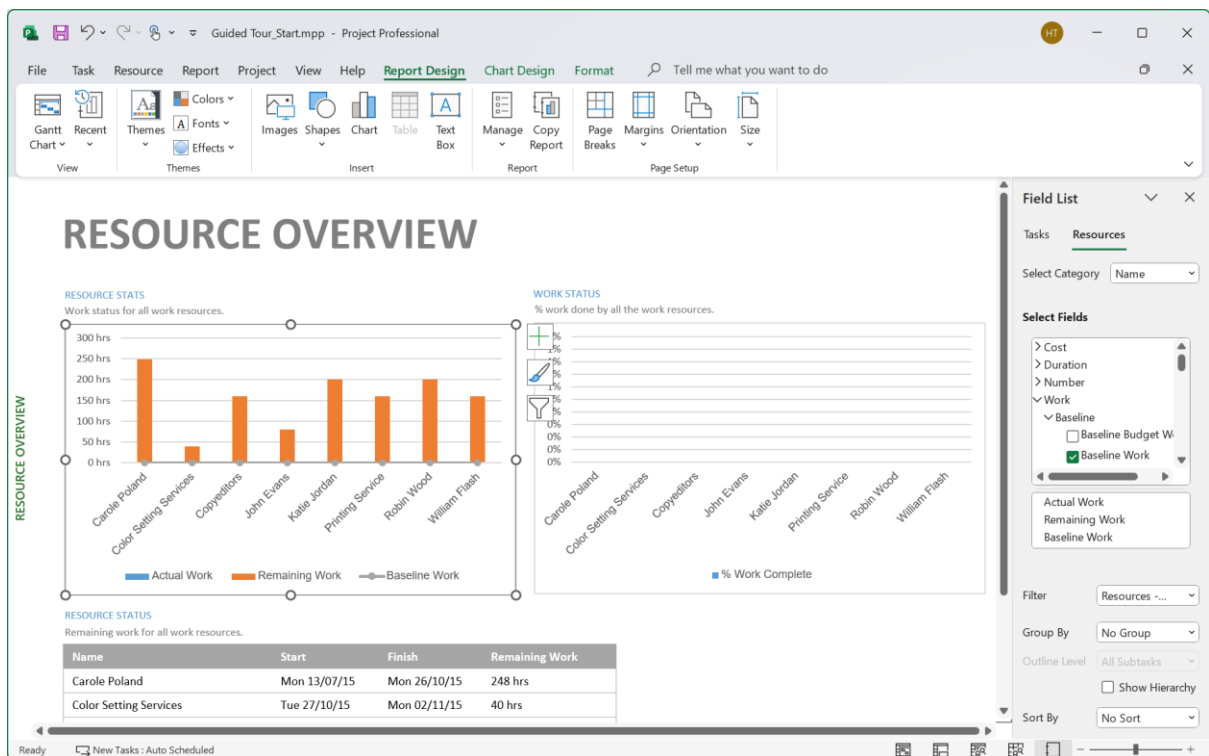 Guided Tour_Start.mpp - Project Professional
HT
File Task Resource Report Project View Help Report Design Chart Design Format Tell me what you want to do
Gantt Chart
Recent
View
Themes
Colors
Fonts
Effects
Themes
Images
Shapes
Chart
Table
Text Box
Insert
Manage
Copy Report
Report
Page Breaks
Margins
Orientation
Size
Page Setup
RESOURCE OVERVIEW
RESOURCE OVERVIEW
RESOURCE STATS
Work status for all work resources.
300 hrs
250 hrs
200 hrs
150 hrs
100 hrs
50 hrs
0 hrs
Carole Poland
Color Setting Services
Copyeditors
John Evans
Katie Jordan
Printing Service
Robin Wood
William Flash
Actual Work Remaining Work Baseline Work
WORK STATUS
% work done by all the work resources.
%
1%
%
%
1%
%
%
0%
0%
0%
0%
Carole Poland
Color Setting Services
Copyeditors
John Evans
Katie Jordan
Printing Service
Robin Wood
William Flash
% Work Complete
RESOURCE STATUS
Remaining work for all work resources.
Name Start Finish Remaining Work
Carole Poland Mon 13/07/15 Mon 26/10/15 248 hrs
Color Setting Services Tue 27/10/15 Mon 02/11/15 40 hrs
Field List
Tasks Resources
Select Category Name
Select Fields
Cost
Duration
Number
Work
Baseline
Baseline Budget W
Baseline Work
Actual Work
Remaining Work
Baseline Work
Filter Resources -...
Group By No Group
Outline Level All Subtasks
Show Hierarchy
Sort By No Sort
Ready New Tasks : Auto Scheduled